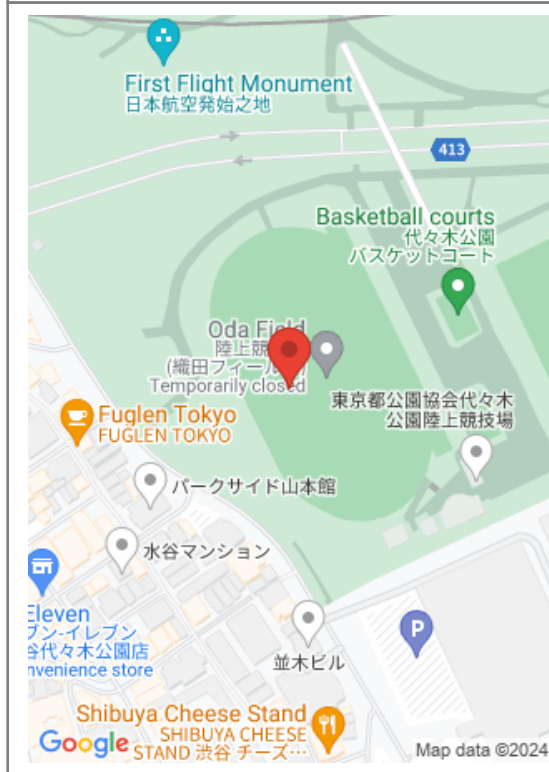 First Flight Monument
日本航空発始之地
413
Basketball courts
代々木公園
バスケットコート
Oda Field
陸上競
(織田フィール
Temporarily closed
東京都公園協会代々木
公園陸上競技場
Fuglen Tokyo
FUGLEN TOKYO
パークサイド山本館
水谷マンション
Eleven
ブン-イレブン
谷代々木公園店
nvenience store
P
並木ビル
Shibuya Cheese Stand
SHIBUYA CHEESE
STAND 渋谷 チーズ…
Google
Map data ©2024